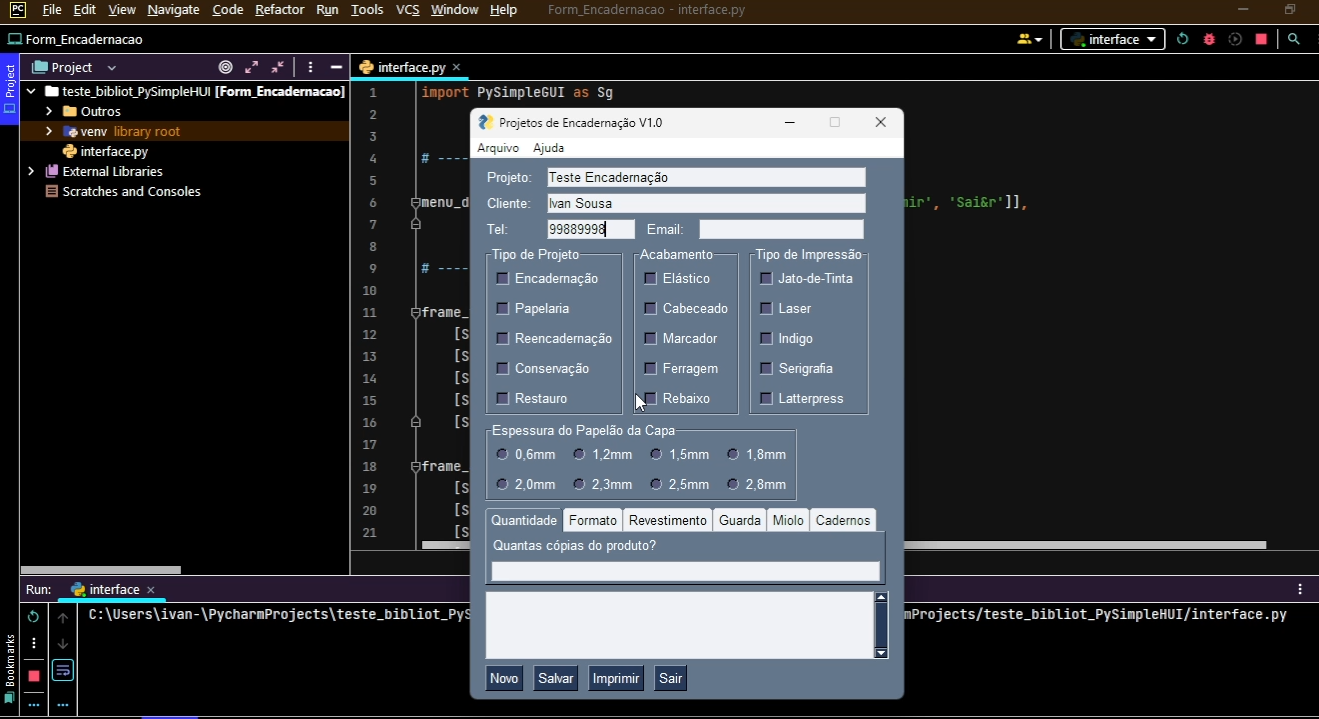 PC File Edit View Navigate Code Refactor Run Tools VCS Window Help Form_Encadernacao - interface.py
Form_Encadernacao interface
Project
Project interface.py
teste_bibliot_PySimpleHUI [Form_Encadernacao]
Outros
venv library root
interface.py
External Libraries
Scratches and Consoles
1 import PySimpleGUI as Sg
2
3
4 # ----
5
6 menu_d mir', 'Sai&r']],
7
8
9 # ----
10
11 frame_
12 [S
13 [S
14 [S
15 [S
16 [S
17
18 frame_
19 [S
20 [S
21 [S
Projetos de Encadernação V1.0
Arquivo Ajuda
Projeto: Teste Encadernação
Cliente: Ivan Sousa
Tel: 99889998 Email:
Tipo de Projeto Acabamento Tipo de Impressão
Encadernação Elástico Jato-de-Tinta
Papelaria Cabeceado Laser
Reencadernação Marcador Indigo
Conservação Ferragem Serigrafia
Restauro Rebaixo Latterpress
Espessura do Papelão da Capa
0,6mm 1,2mm 1,5mm 1,8mm
2,0mm 2,3mm 2,5mm 2,8mm
Quantidade Formato Revestimento Guarda Miolo Cadernos
Quantas cópias do produto?
Novo Salvar Imprimir Sair
Run: interface
C:\Users\ivan-\PycharmProjects\teste_bibliot_PyS mProjects/teste_bibliot_PySimpleHUI/interface.py
Bookmarks